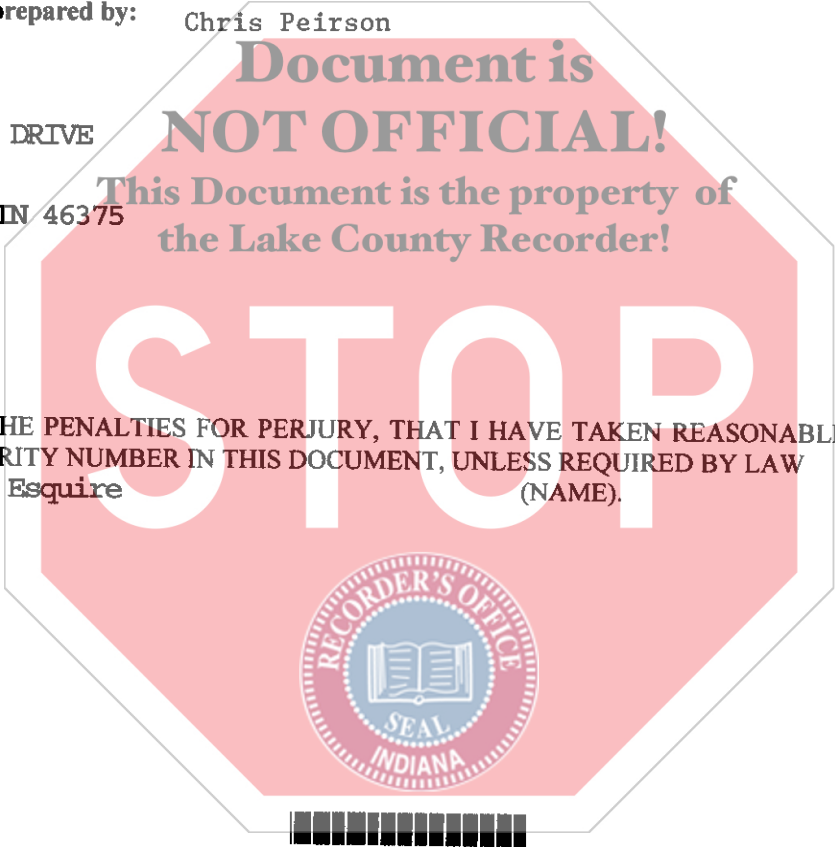 prepared by: Chris Peirson
Document is
DRIVE NOT OFFICIAL!
This Document is the property of
IN 46375
the Lake County Recorder!
STOP
HE PENALTIES FOR PERJURY, THAT I HAVE TAKEN REASONABLE
RITY NUMBER IN THIS DOCUMENT, UNLESS REQUIRED BY LAW
Esquire (NAME).
RECORDER'S OFFICE
SEAL
INDIANA